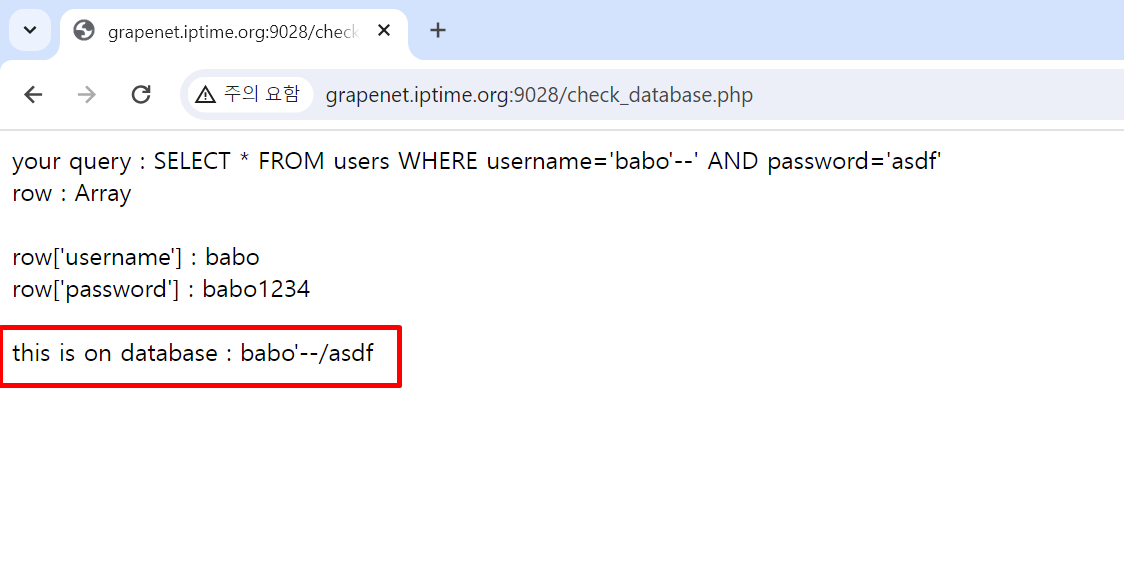 grapenet.iptime.org:9028/check
주의 요함 grapenet.iptime.org:9028/check_database.php
your query : SELECT * FROM users WHERE username='babo'--' AND password='asdf'
row : Array
row['username'] : babo
row['password'] : babo1234
this is on database : babo'--/asdf